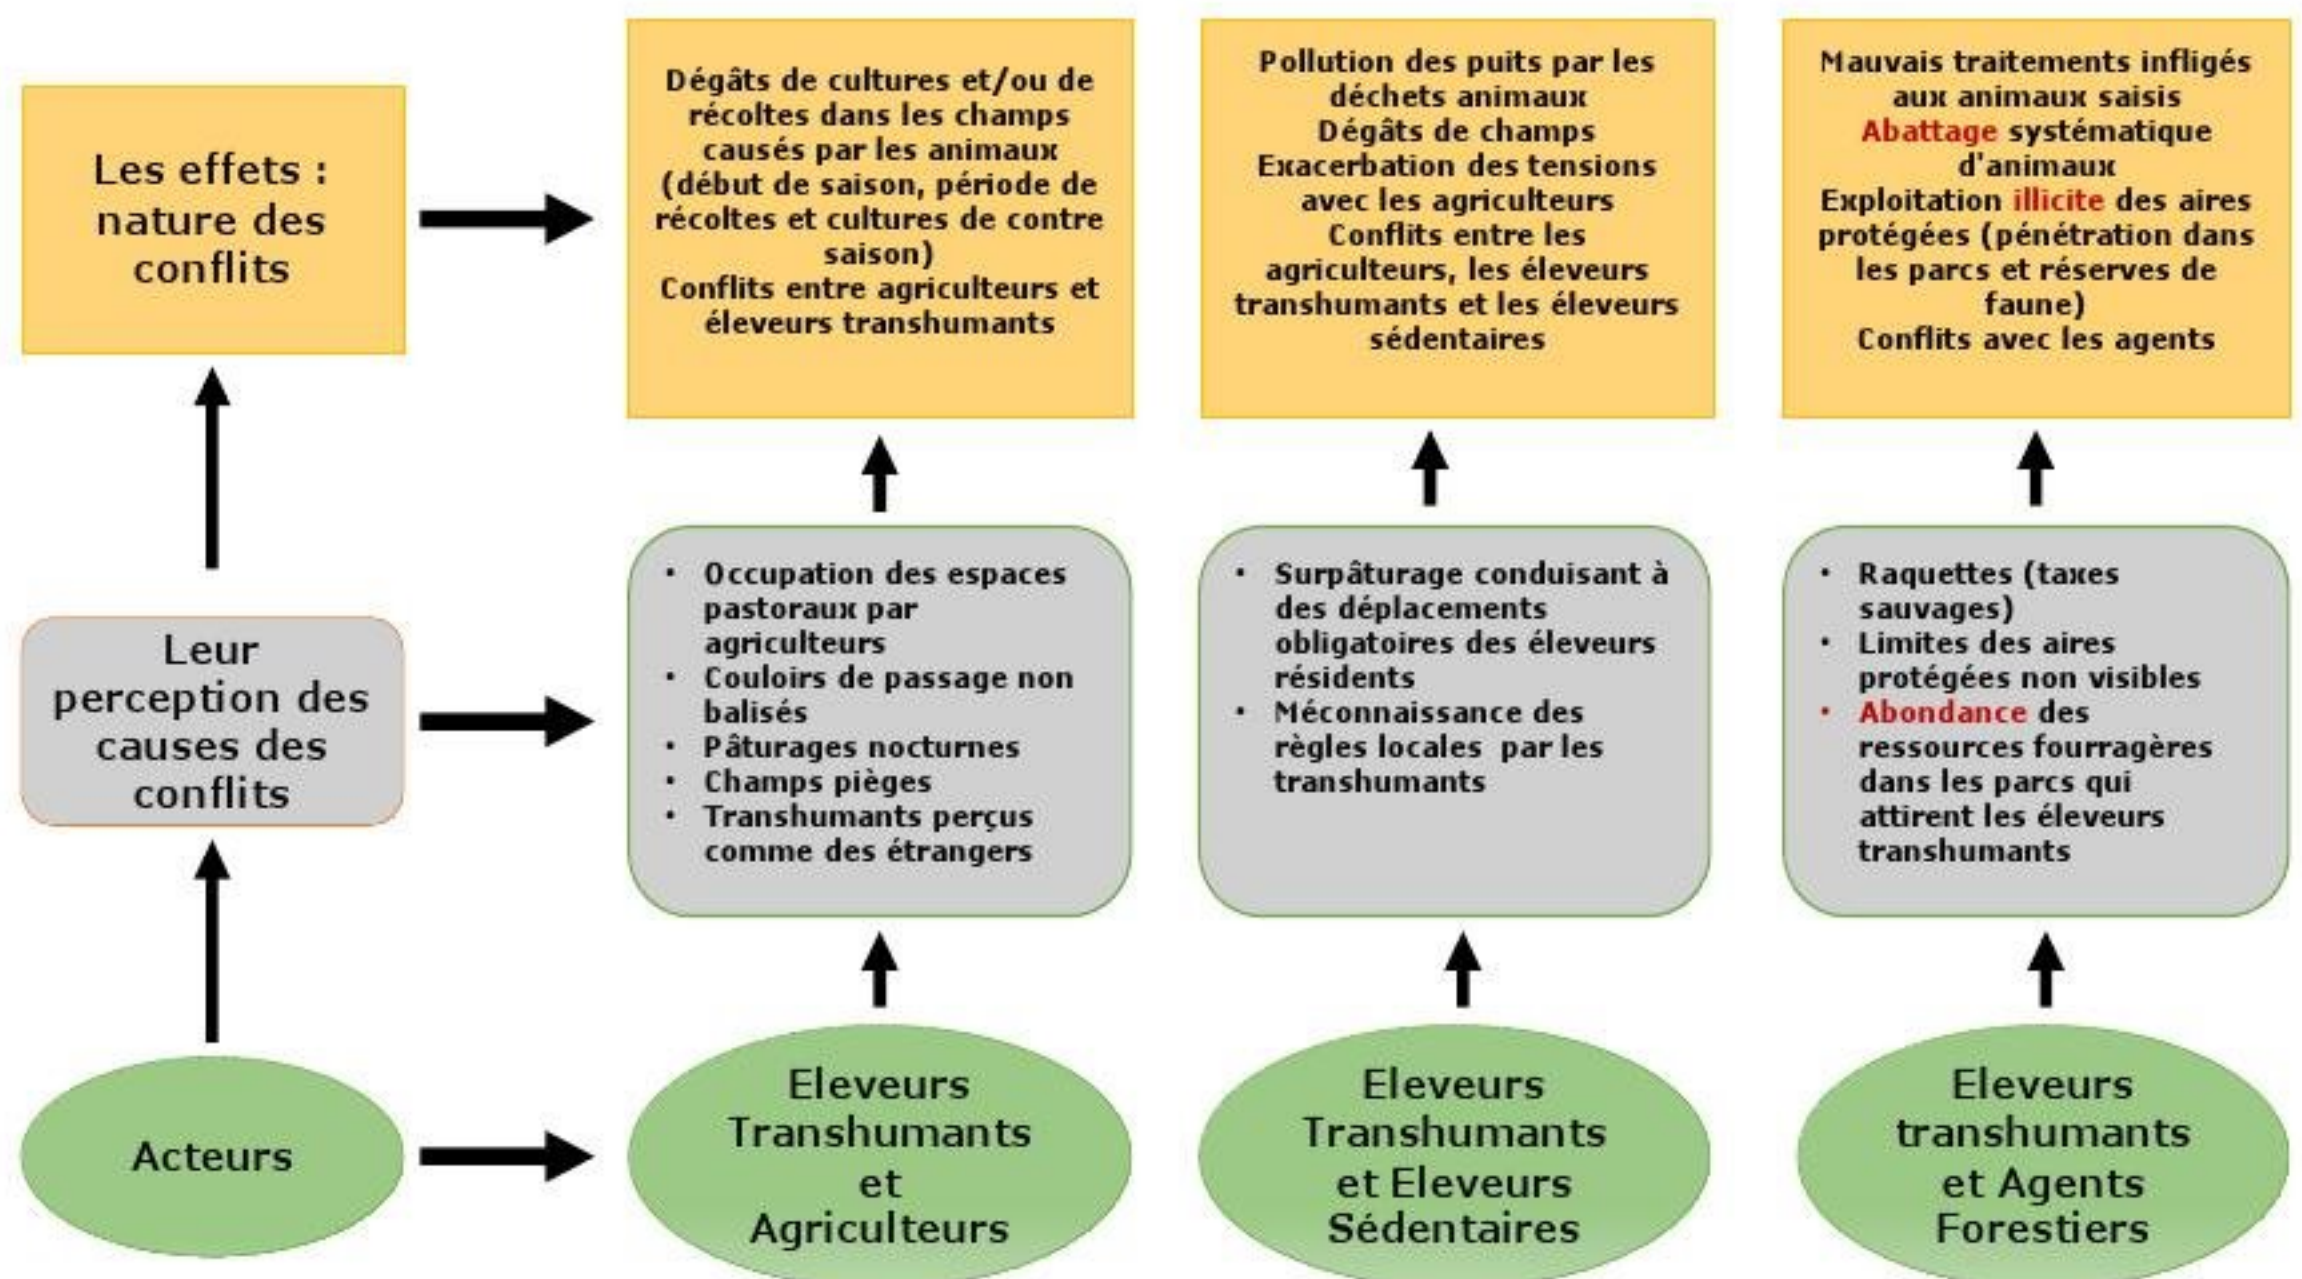 Les effets :
nature des
conflits
Dégâts de cultures et/ou de
récoltes dans les champs
causés par les animaux
(début de saison, période de
récoltes et cultures de contre
saison)
Conflits entre agriculteurs et
éleveurs transhumants
Pollution des puits par les
déchets animaux
Dégâts de champs
Exacerbation des tensions
avec les agriculteurs
Conflits entre les
agriculteurs, les éleveurs
transhumants et les éleveurs
sédentaires
Mauvais traitements infligés
aux animaux saisis
Abattage systématique
d'animaux
Exploitation illicite des aires
protégées (pénétration dans
les parcs et réserves de
faune)
Conflits avec les agents
Leur
perception des
causes des
conflits
• Occupation des espaces
pastoraux par
agriculteurs
• Couloirs de passage non
balisés
• Pâturages nocturnes
• Champs pièges
• Transhumants perçus
comme des étrangers
• Surpâturage conduisant à
des déplacements
obligatoires des éleveurs
résidents
• Méconnaissance des
règles locales par les
transhumants
• Raquettes (taxes
sauvages)
• Limites des aires
protégées non visibles
• Abondance des
ressources fourragères
dans les parcs qui
attirent les éleveurs
transhumants
Acteurs
Eleveurs
Transhumants
et
Agriculteurs
Eleveurs
Transhumants
et Eleveurs
Sédentaires
Eleveurs
transhumants
et Agents
Forestiers